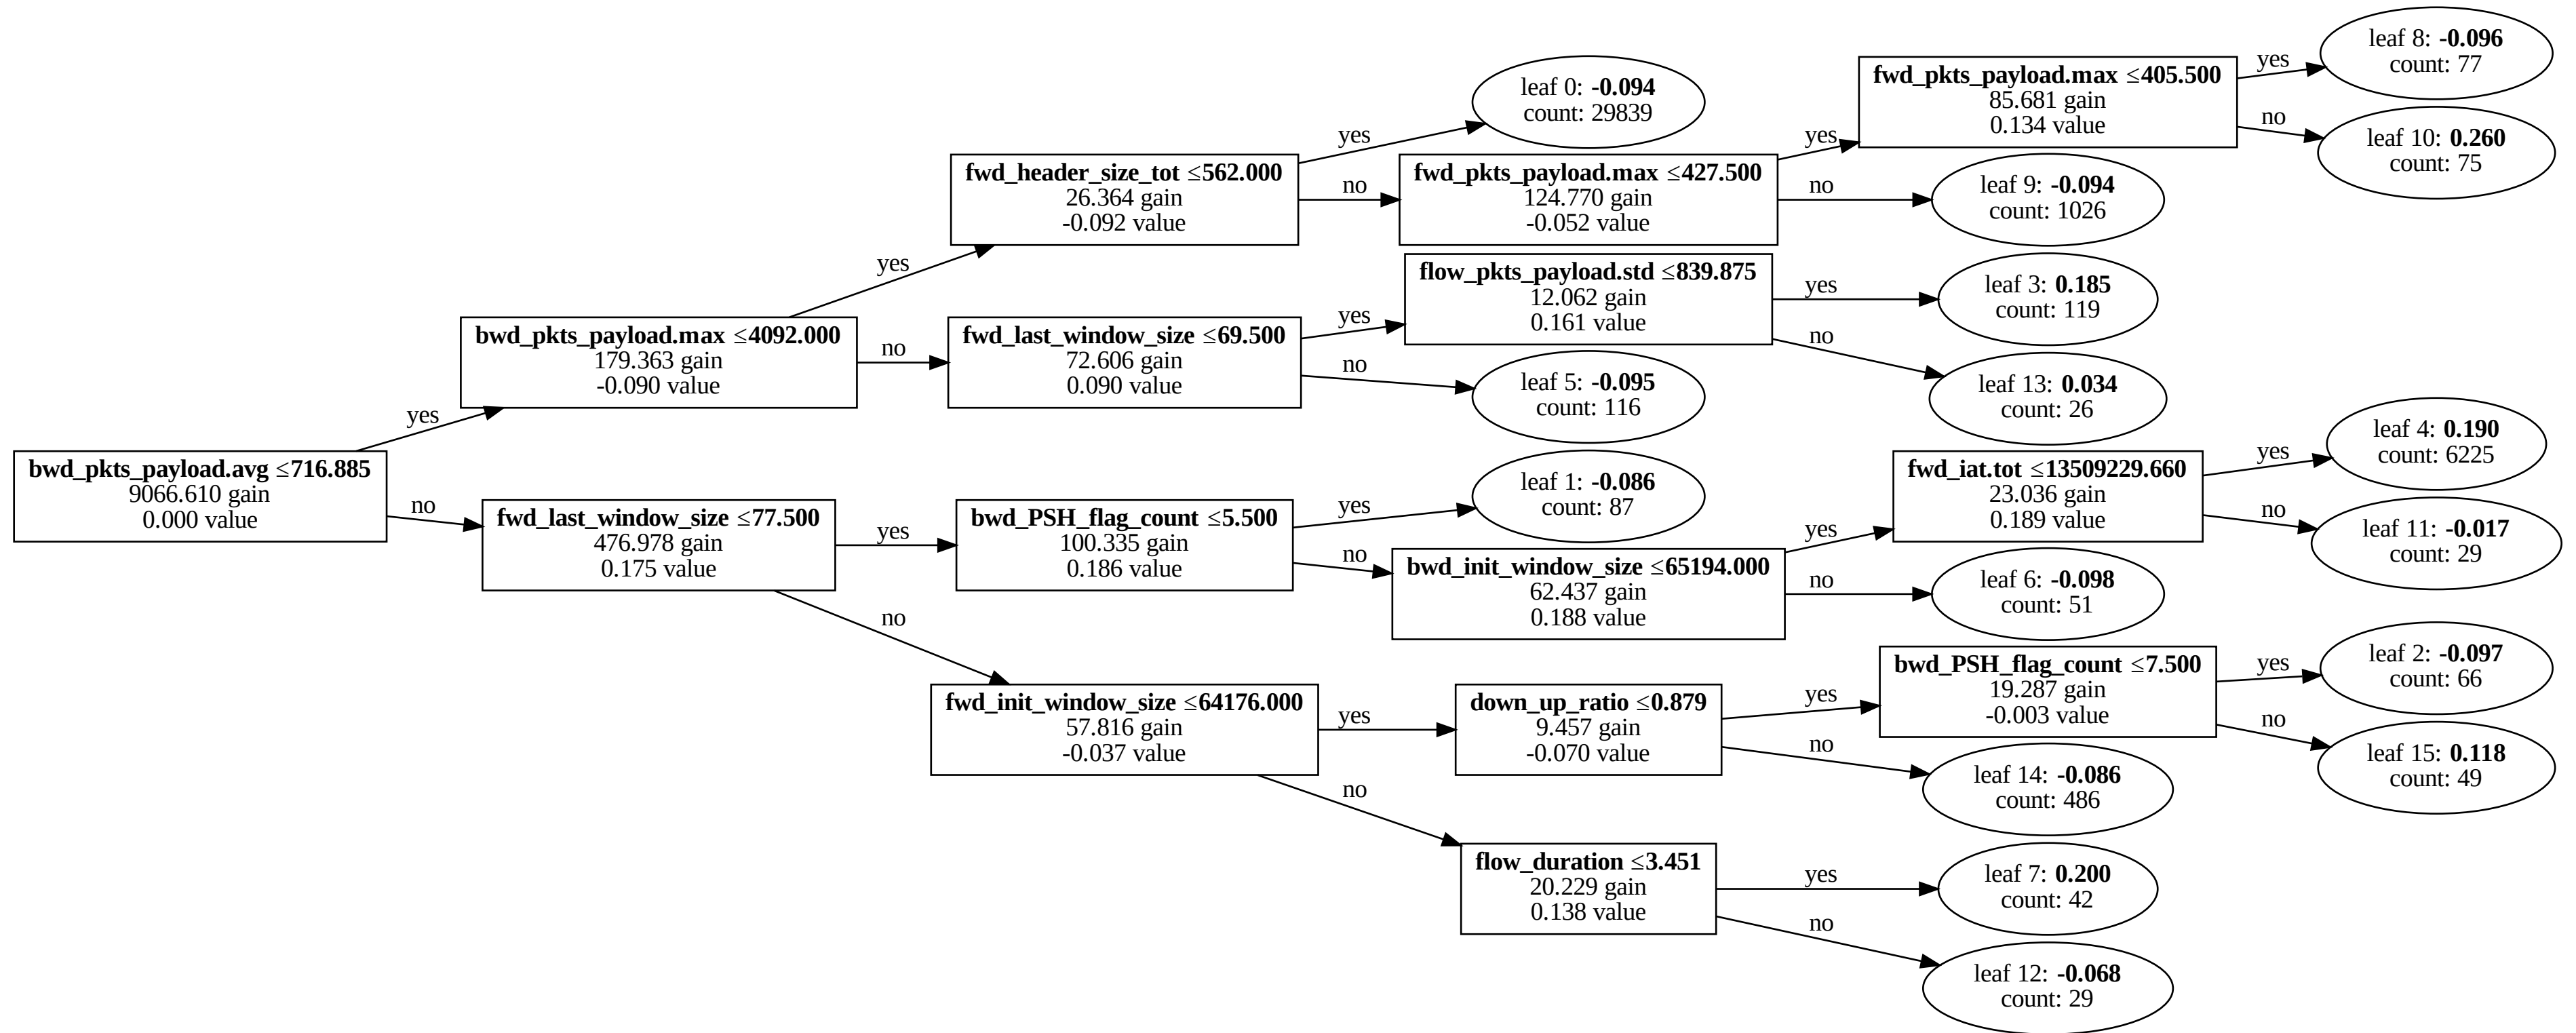 bwd_pkts_payload.avg ≤716.885
9066.610 gain
0.000 value
yes
no
bwd_pkts_payload.max ≤4092.000
179.363 gain
-0.090 value
yes
no
fwd_last_window_size ≤77.500
476.978 gain
0.175 value
yes
no
fwd_header_size_tot ≤562.000
26.364 gain
-0.092 value
yes
no
fwd_last_window_size ≤69.500
72.606 gain
0.090 value
yes
no
bwd_PSH_flag_count ≤5.500
100.335 gain
0.186 value
yes
no
fwd_init_window_size ≤64176.000
57.816 gain
-0.037 value
yes
no
leaf 0: -0.094
count: 29839
fwd_pkts_payload.max ≤427.500
124.770 gain
-0.052 value
yes
no
flow_pkts_payload.std ≤839.875
12.062 gain
0.161 value
yes
no
leaf 5: -0.095
count: 116
leaf 1: -0.086
count: 87
bwd_init_window_size ≤65194.000
62.437 gain
0.188 value
yes
no
down_up_ratio ≤0.879
9.457 gain
-0.070 value
yes
no
flow_duration ≤3.451
20.229 gain
0.138 value
yes
no
fwd_pkts_payload.max ≤405.500
85.681 gain
0.134 value
yes
no
leaf 9: -0.094
count: 1026
leaf 3: 0.185
count: 119
leaf 13: 0.034
count: 26
fwd_iat.tot ≤13509229.660
23.036 gain
0.189 value
yes
no
leaf 6: -0.098
count: 51
bwd_PSH_flag_count ≤7.500
19.287 gain
-0.003 value
yes
no
leaf 14: -0.086
count: 486
leaf 7: 0.200
count: 42
leaf 12: -0.068
count: 29
leaf 8: -0.096
count: 77
leaf 10: 0.260
count: 75
leaf 4: 0.190
count: 6225
leaf 11: -0.017
count: 29
leaf 2: -0.097
count: 66
leaf 15: 0.118
count: 49